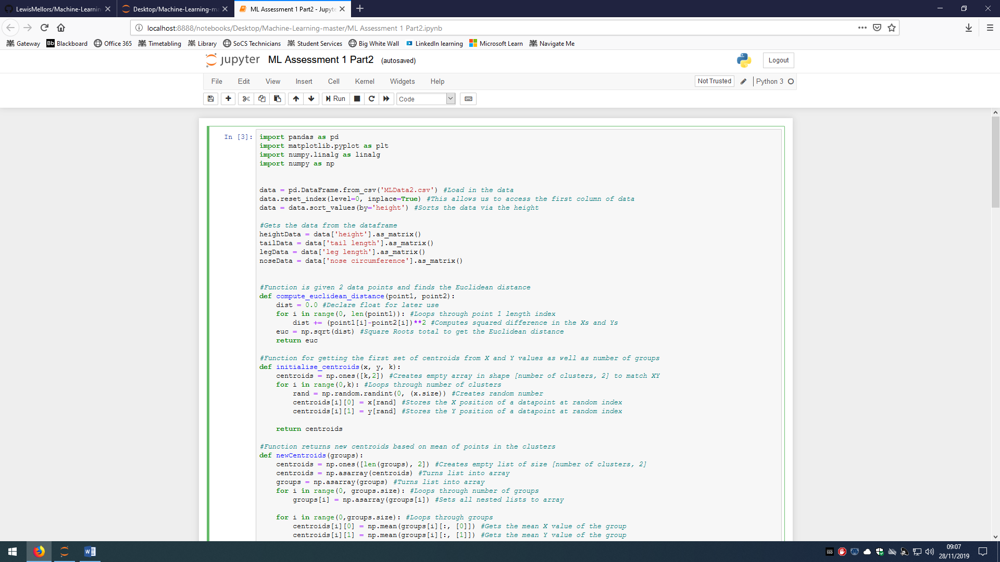 LewisMellors/Machine-Learnin
Desktop/Machine-Learning-ma
ML Assessment 1 Part2 - Jupyte
localhost:8888/notebooks/Desktop/Machine-Learning-master/ML Assessment 1 Part2.ipynb
Gateway Bb Blackboard Office 365 Timetabling Library SoCS Technicians Student Services Big White Wall LinkedIn learning Microsoft Learn Navigate Me
jupyter ML Assessment 1 Part2 (autosaved) Logout
File Edit View Insert Cell Kernel Widgets Help Not Trusted Python 3
Run Code
In [3]: import pandas as pd
import matplotlib.pyplot as plt
import numpy.linalg as linalg
import numpy as np
data = pd.DataFrame.from_csv('MLData2.csv') #Load in the data
data.reset_index(level=0, inplace=True) #This allows us to access the first column of data
data = data.sort_values(by='height') #Sorts the data via the height
#Gets the data from the dataframe
heightData = data['height'].as_matrix()
tailData = data['tail length'].as_matrix()
legData = data['leg length'].as_matrix()
noseData = data['nose circumference'].as_matrix()
#Function is given 2 data points and finds the Euclidean distance
def compute_euclidean_distance(point1, point2):
dist = 0.0 #Declare float for later use
for i in range(0, len(point1)): #Loops through point 1 length index
dist += (point1[i]-point2[i])**2 #Computes squared difference in the Xs and Ys
euc = np.sqrt(dist) #Square Roots total to get the Euclidean distance
return euc
#Function for getting the first set of centroids from X and Y values as well as number of groups
def initialise_centroids(x, y, k):
centroids = np.ones([k,2]) #Creates empty array in shape [number of clusters, 2] to match XY
for i in range(0,k): #Loops through number of clusters
rand = np.random.randint(0, (x.size)) #Creates random number
centroids[i][0] = x[rand] #Stores the X position of a datapoint at random index
centroids[i][1] = y[rand] #Stores the Y position of a datapoint at random index
return centroids
#Function returns new centroids based on mean of points in the clusters
def newCentroids(groups):
centroids = np.ones([len(groups), 2]) #Creates empty list of size [number of clusters, 2]
centroids = np.asarray(centroids) #Turns list into array
groups = np.asarray(groups) #Turns list into array
for i in range(0, groups.size): #Loops through number of groups
groups[i] = np.asarray(groups[i]) #Sets all nested lists to array
for i in range(0,groups.size): #Loops through groups
centroids[i][0] = np.mean(groups[i][:, [0]]) #Gets the mean X value of the group
centroids[i][1] = np.mean(groups[i][:, [1]]) #Gets the mean Y value of the group
SSD
09:07
28/11/2019